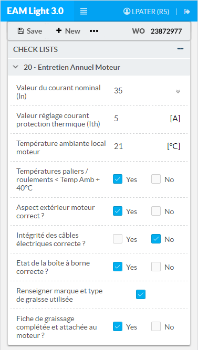 EAM Light 3.0
LPATER (RS)
Save New WO 23872977
CHECK LISTS
20 - Entretien Annuel Moteur
Valeur du courant nominal
(In)
35
Valeur réglage courant
protection thermique (Ith)
5 [A]
Température ambiante local
moteur
21 [°C]
Températures paliers /
roulements < Temp Amb +
40°C
Yes No
Aspect extérieur moteur
correct ?
Yes No
Intégrité des câbles
électriques correcte ?
Yes No
État de la boîte à borne
correcte ?
Yes No
Renseigner marque et type
de graisse utilisée
Fiche de graissage
complétée et attachée au
moteur ?
Yes No